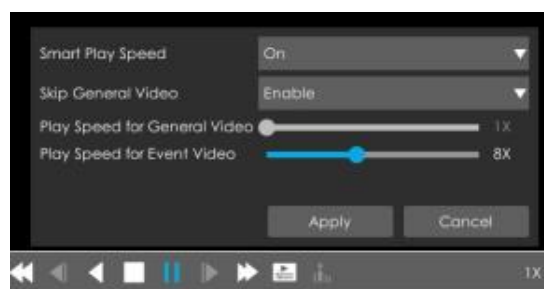 Smart Play Speed On
Skip General Video Enable
Play Speed for General Video 1X
Play Speed for Event Video 8X
Apply Cancel
1X